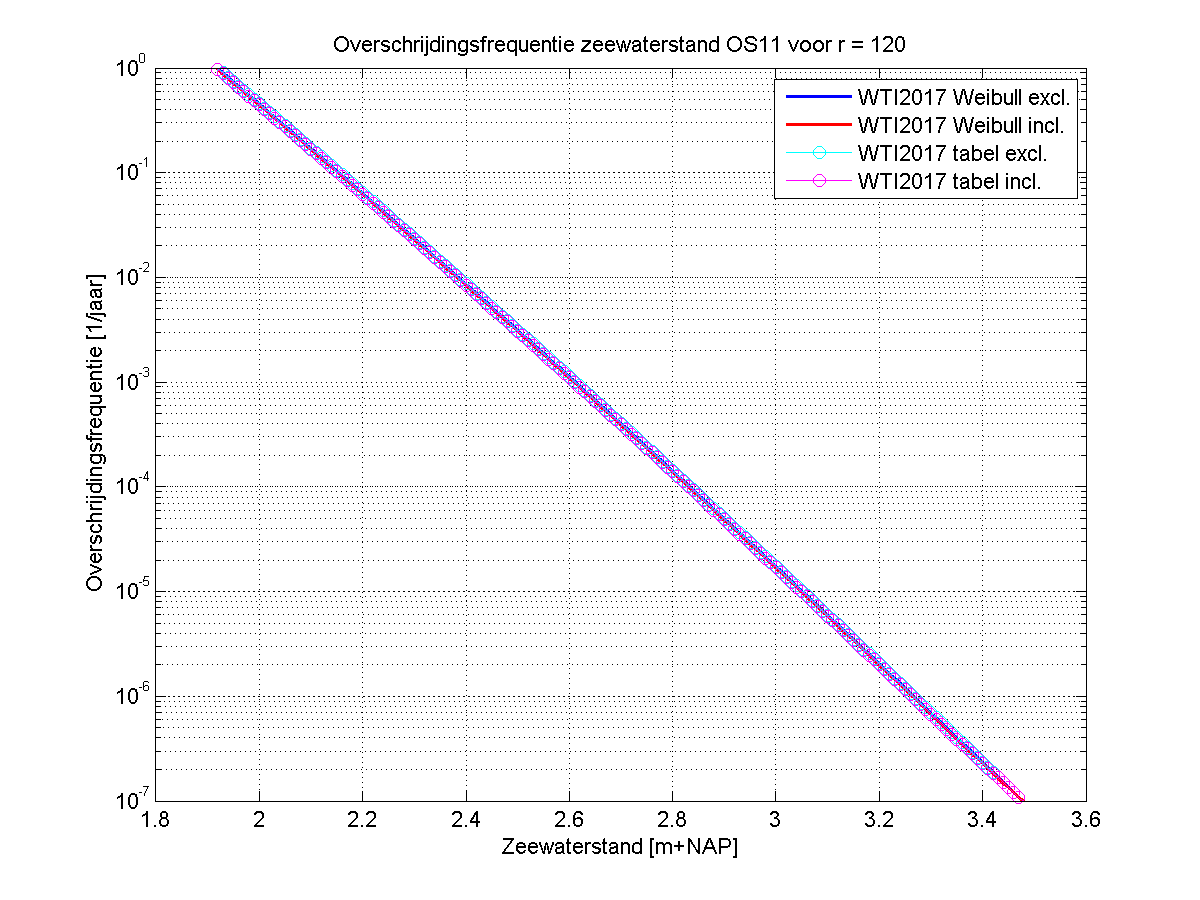 Overschrijdingsfrequentie zeewaterstand OS11 voor r = 120
WTI2017 Weibull excl.
WTI2017 Weibull incl.
WTI2017 tabel excl.
WTI2017 tabel incl.
Overschrijdingsfrequentie [1/jaar]
10^0
10^-1
10^-2
10^-3
10^-4
10^-5
10^-6
10^-7
1.8 2 2.2 2.4 2.6 2.8 3 3.2 3.4 3.6
Zeewaterstand [m+NAP]